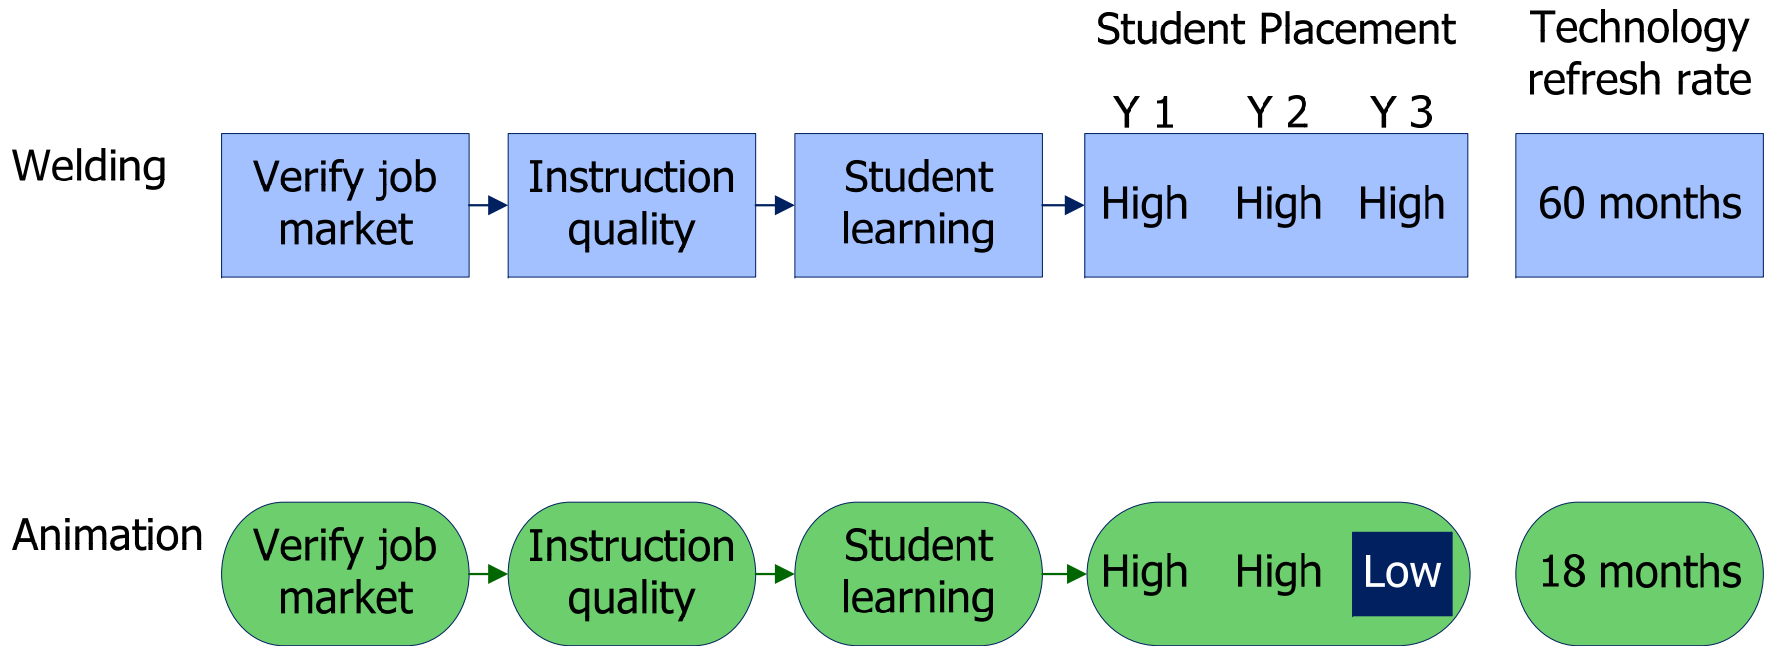 Student Placement
Technology
refresh rate
Y 1 Y 2 Y 3
Welding
Verify job
market
Instruction
quality
Student
learning
High High High
60 months
Animation
Verify job
market
Instruction
quality
Student
learning
High High Low
18 months